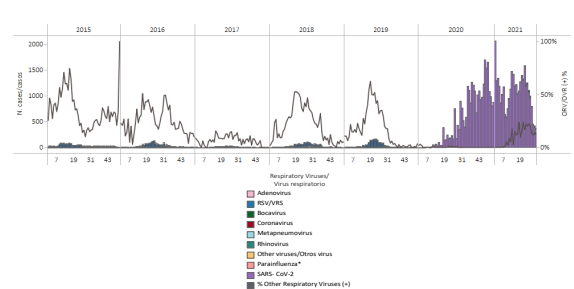 2015 2016 2017 2018 2019 2020 2021
2000 100%
1500
1000 50%
500
0 0%
N. cases/casos
ORV/OVR (+) %
7 19 31 43 7 19 31 43 7 19 31 43 7 19 31 43 7 19 31 43 7 19 31 43 7 19
Respiratory Viruses/
Virus respiratorio
Adenovirus
RSV/VRS
Bocavirus
Coronavirus
Metapneumovirus
Rhinovirus
Other viruses/Otros virus
Parainfluenza*
SARS- CoV-2
% Other Respiratory Viruses (+)